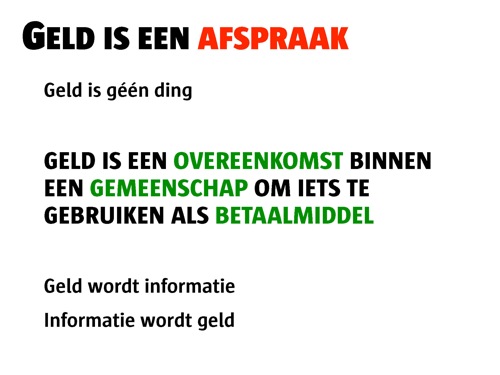 GELD IS EEN AFSPRAAK
Geld is géén ding
GELD IS EEN OVEREENKOMST BINNEN
EEN GEMEENSCHAP OM IETS TE
GEBRUIKEN ALS BETAALMIDDEL
Geld wordt informatie
Informatie wordt geld